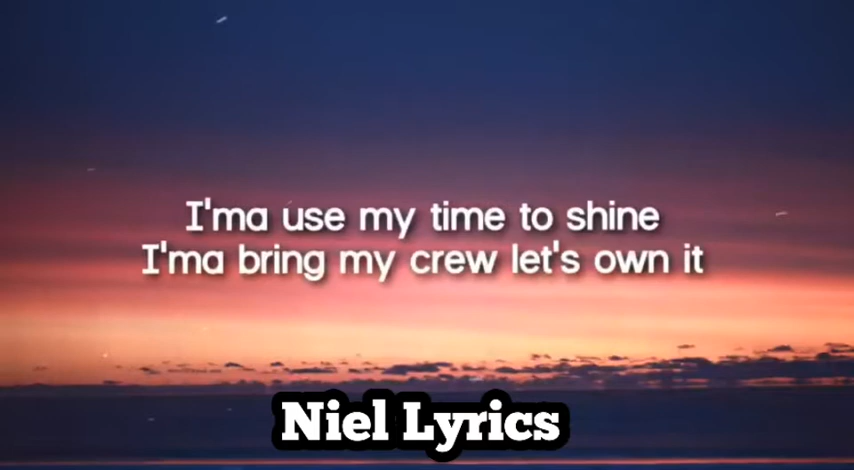 I'ma use my time to shine
I'ma bring my crew let's own it
Niel Lyrics